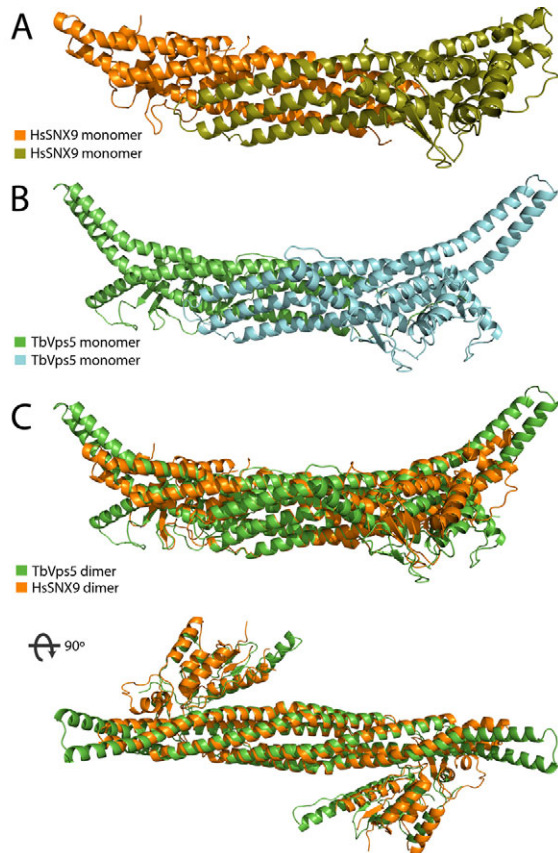 A
HsSNX9 monomer
HsSNX9 monomer
B
TbVps5 monomer
TbVps5 monomer
C
TbVps5 dimer
HsSNX9 dimer
90º